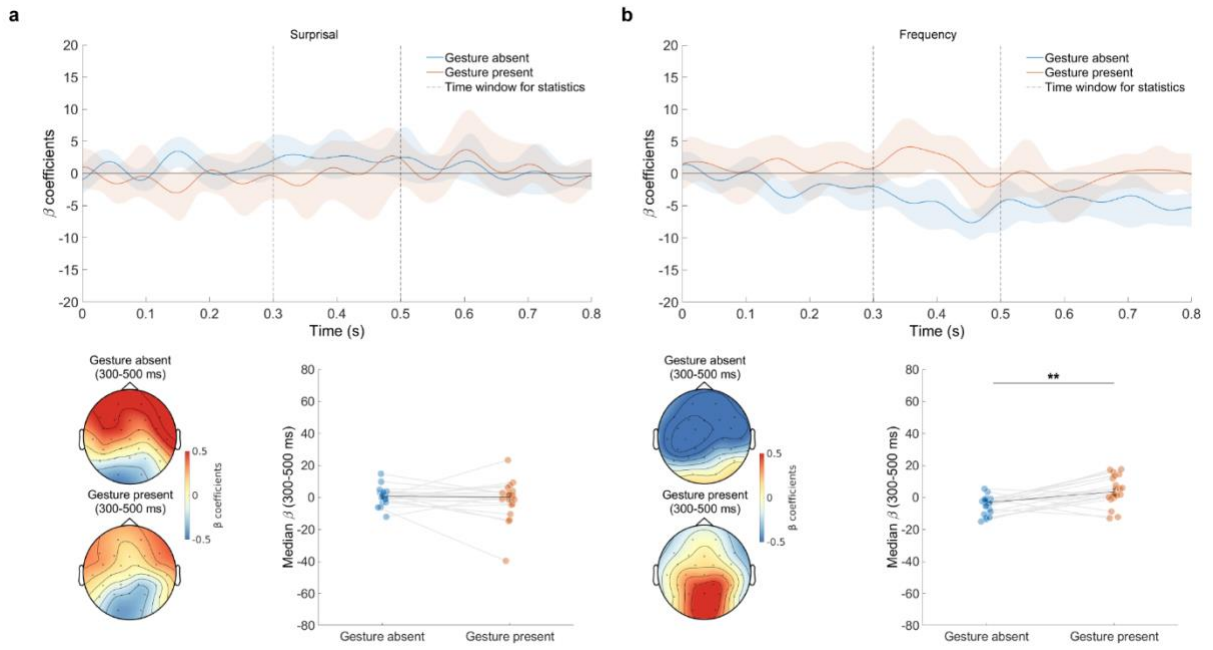 a
Surprisal
Gesture absent
Gesture present
Time window for statistics
20
15
10
5
0
-5
-10
-15
-20
β coefficients
0 0.1 0.2 0.3 0.4 0.5 0.6 0.7 0.8
Time (s)
Gesture absent
(300-500 ms)
Gesture present
(300-500 ms)
0.5
0
-0.5
β coefficients
80
60
40
20
0
-20
-40
-60
-80
Median β (300-500 ms)
Gesture absent Gesture present
b
Frequency
Gesture absent
Gesture present
Time window for statistics
20
15
10
5
0
-5
-10
-15
-20
β coefficients
0 0.1 0.2 0.3 0.4 0.5 0.6 0.7 0.8
Time (s)
Gesture absent
(300-500 ms)
Gesture present
(300-500 ms)
0.5
0
-0.5
β coefficients
80
60
40
20
0
-20
-40
-60
-80
Median β (300-500 ms)
**
Gesture absent Gesture present